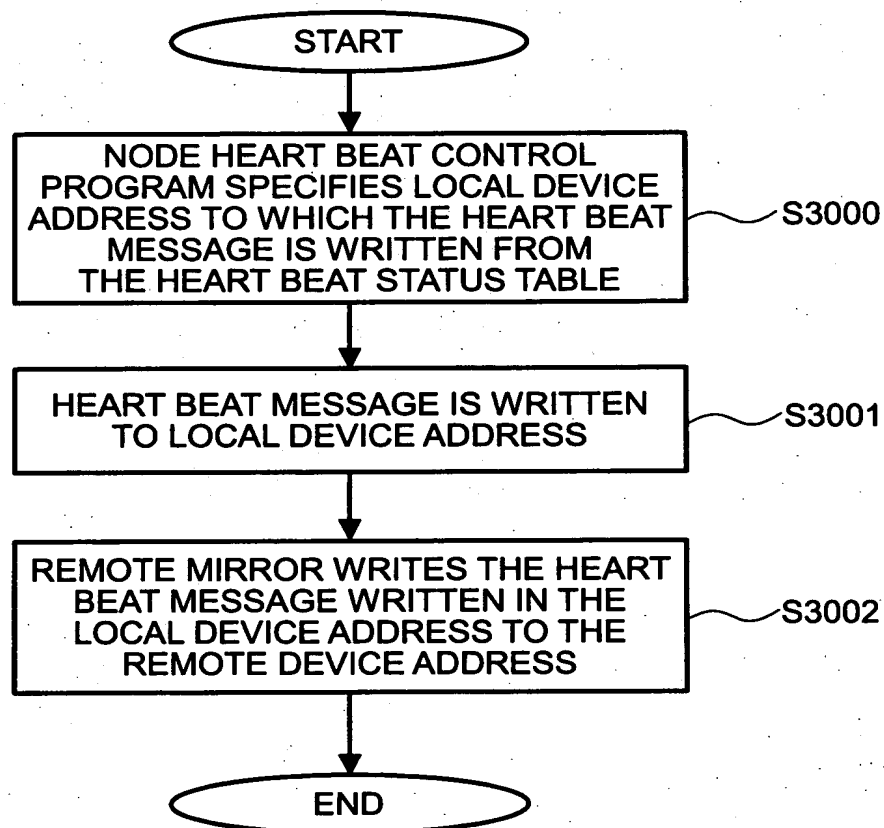 START
NODE HEART BEAT CONTROL
PROGRAM SPECIFIES LOCAL DEVICE
ADDRESS TO WHICH THE HEART BEAT
MESSAGE IS WRITTEN FROM
THE HEART BEAT STATUS TABLE
S3000
HEART BEAT MESSAGE IS WRITTEN
TO LOCAL DEVICE ADDRESS
S3001
REMOTE MIRROR WRITES THE HEART
BEAT MESSAGE WRITTEN IN THE
LOCAL DEVICE ADDRESS TO THE
REMOTE DEVICE ADDRESS
S3002
END